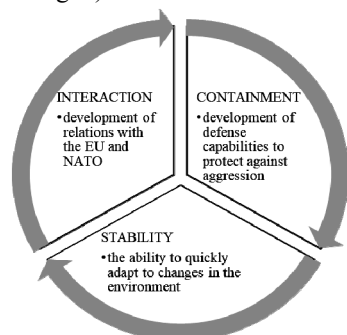 INTERACTION
•development of
relations with
the EU and
NATO
CONTAINMENT
•development of
defense
capabilities to
protect against
aggression
STABILITY
•the ability to quickly
adapt to changes in the
environment